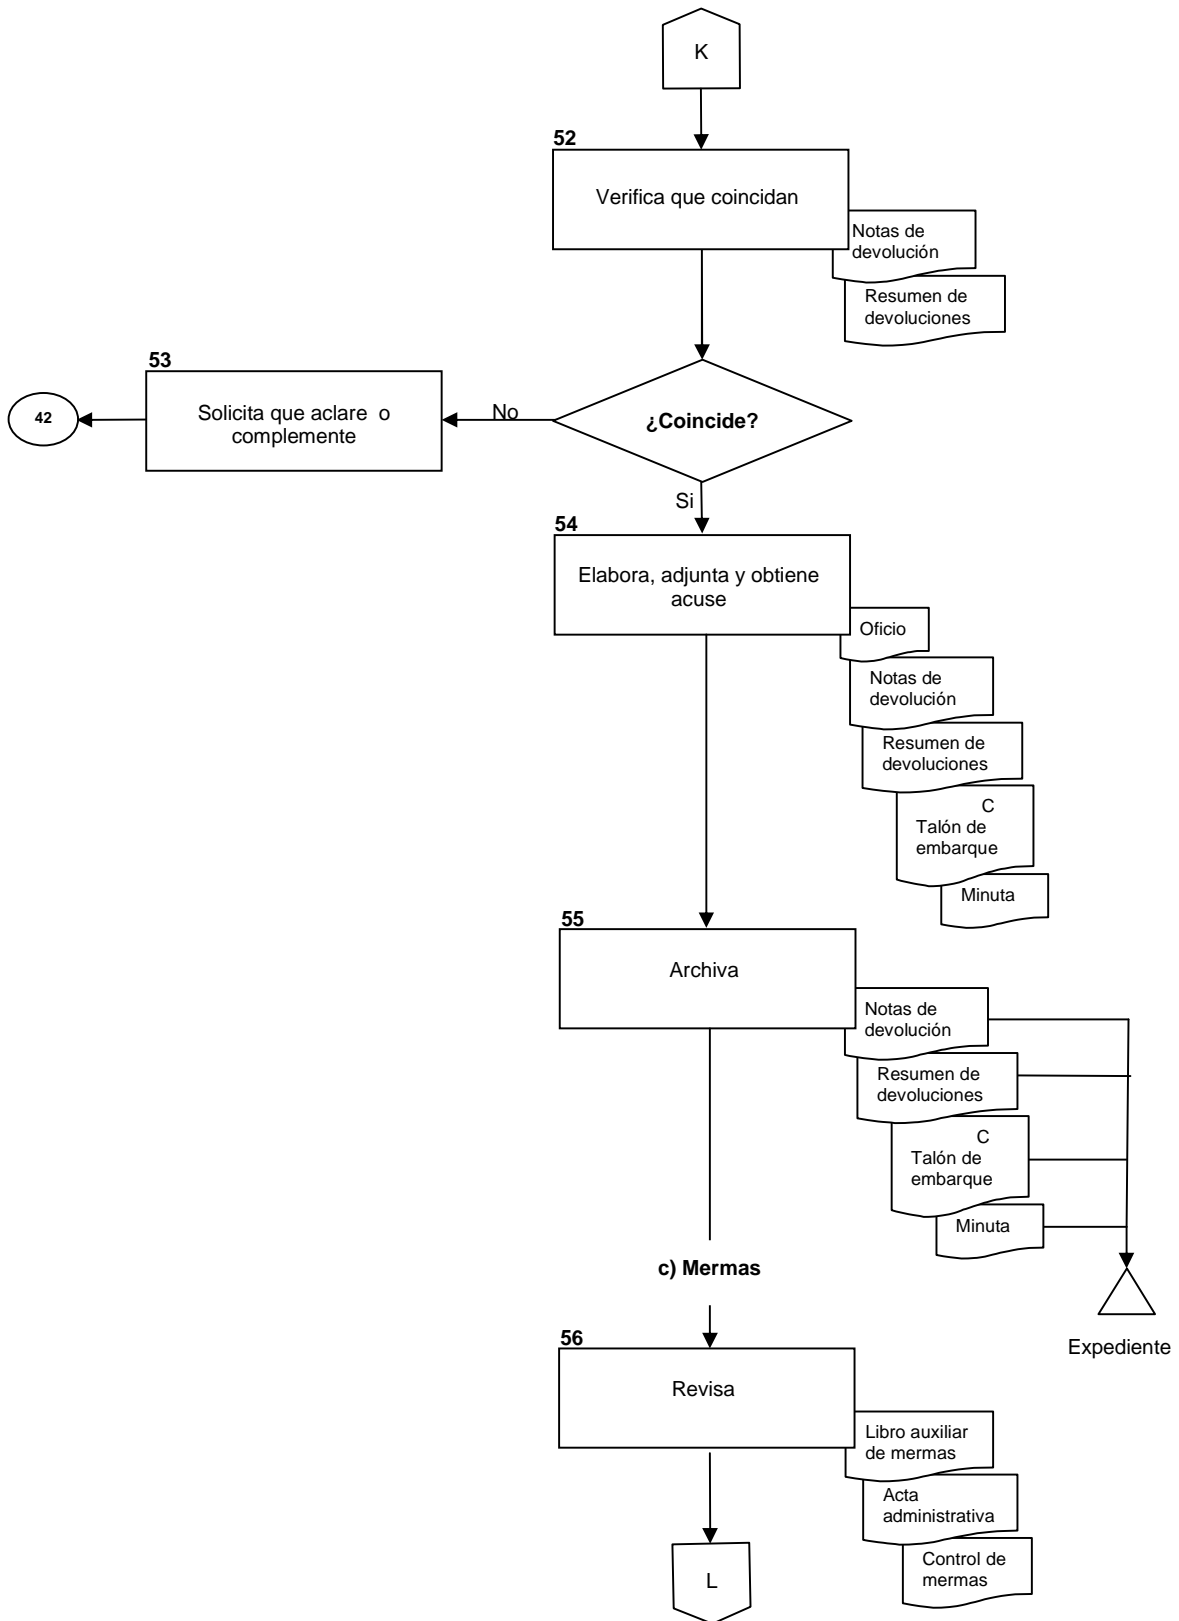 K
52
Verifica que coincidan
Notas de
devolución
Resumen de
devoluciones
53
Solicita que aclare o
complemente
42
No
¿Coincide?
Si
54
Elabora, adjunta y obtiene
acuse
Oficio
Notas de
devolución
Resumen de
devoluciones
C
Talón de
embarque
Minuta
55
Archiva
Notas de
devolución
Resumen de
devoluciones
C
Talón de
embarque
Minuta
c) Mermas
Expediente
56
Revisa
Libro auxiliar
de mermas
Acta
administrativa
Control de
mermas
L